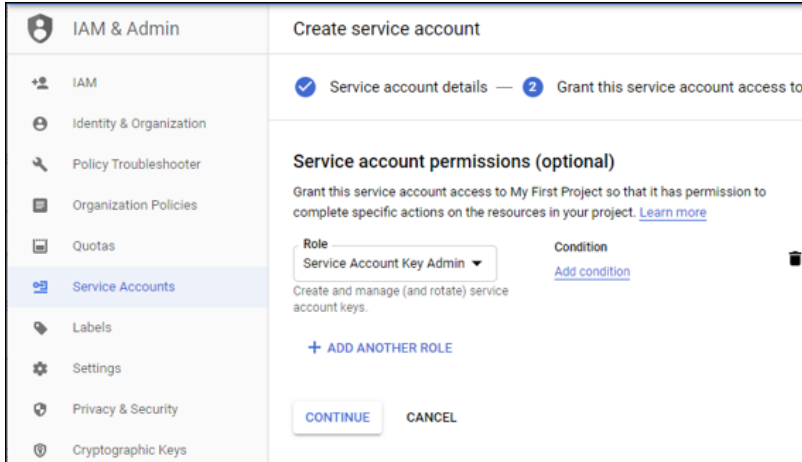 IAM & Admin
Create service account
IAM
Identity & Organization
Policy Troubleshooter
Organization Policies
Quotas
Service Accounts
Labels
Settings
Privacy & Security
Cryptographic Keys
Service account details — 2 Grant this service account access to
Service account permissions (optional)
Grant this service account access to My First Project so that it has permission to
complete specific actions on the resources in your project. Learn more
Role
Service Account Key Admin
Condition
Add condition
Create and manage (and rotate) service
account keys.
+ ADD ANOTHER ROLE
CONTINUE CANCEL